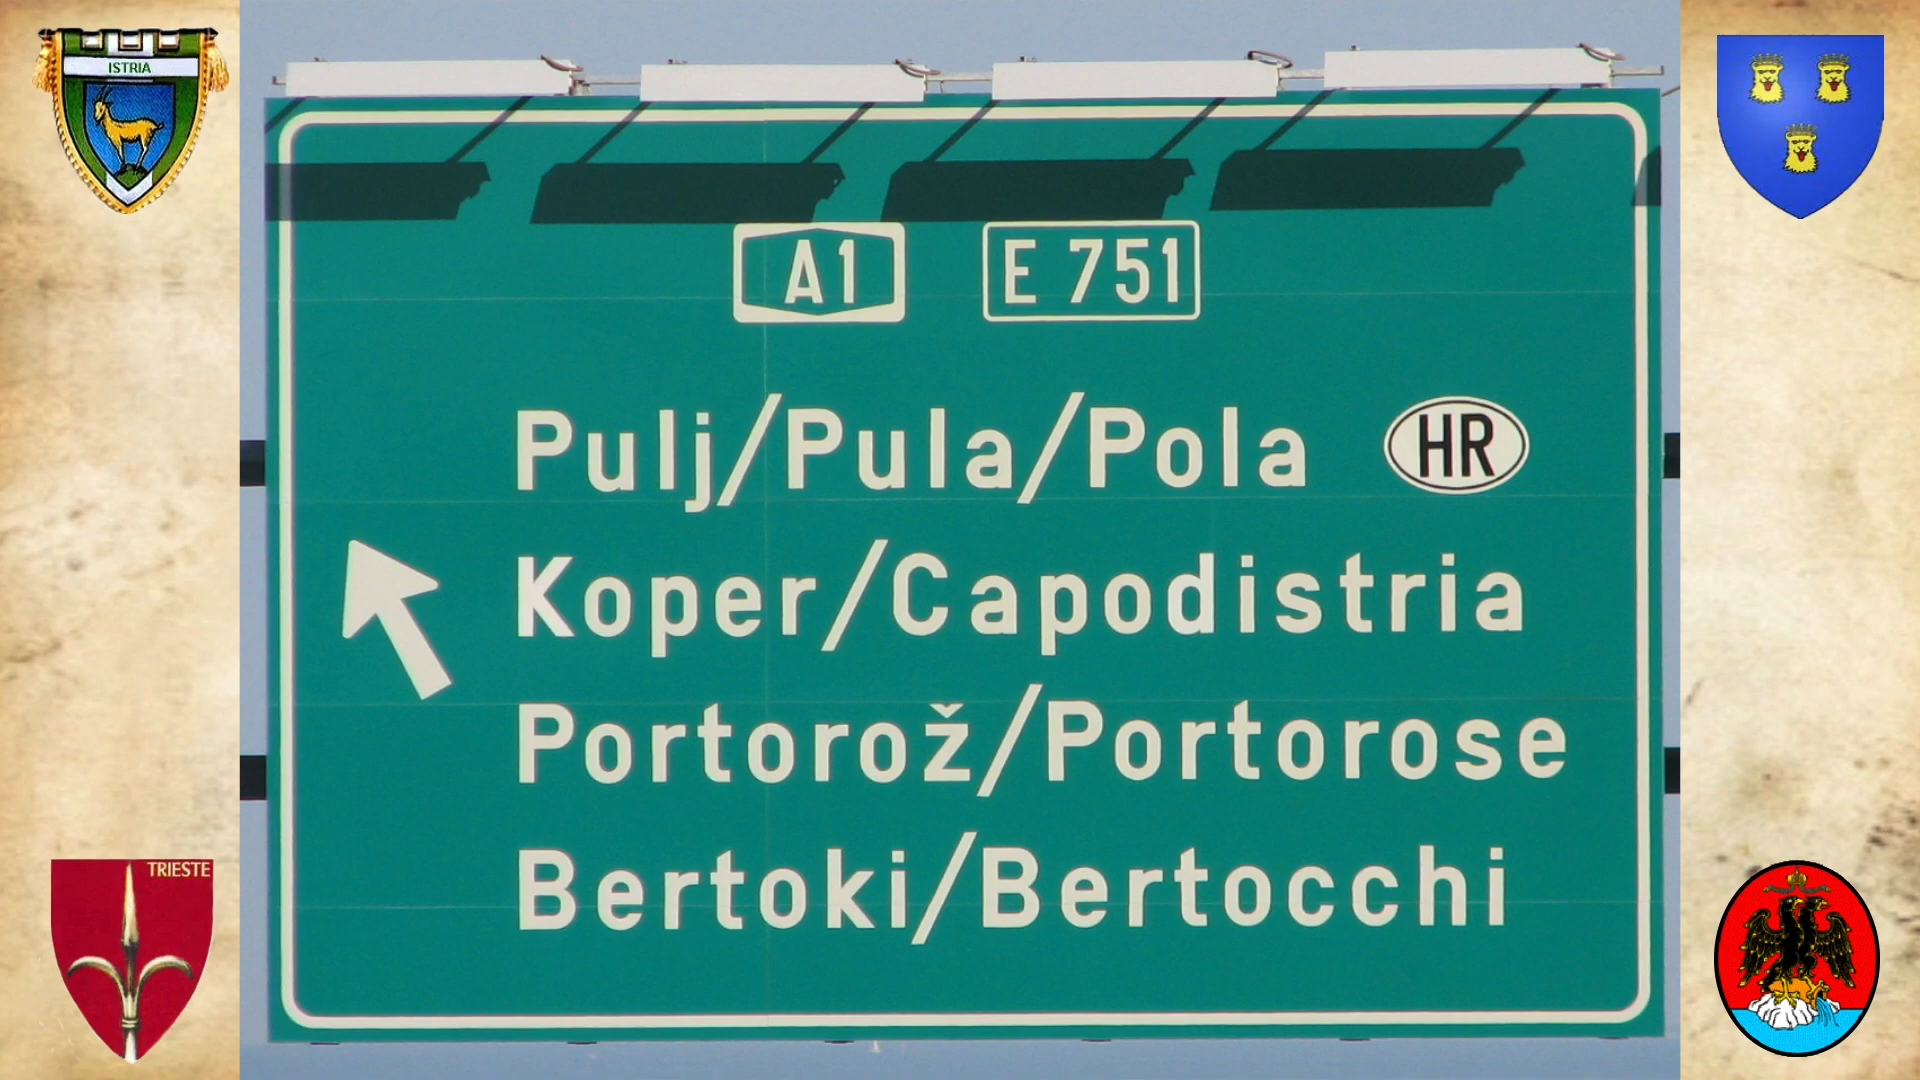 ISTRIA
A1 E 751
Pulj/Pula/Pola HR
Koper/Capodistria
Portorož/Portorose
Bertoki/Bertocchi
TRIESTE